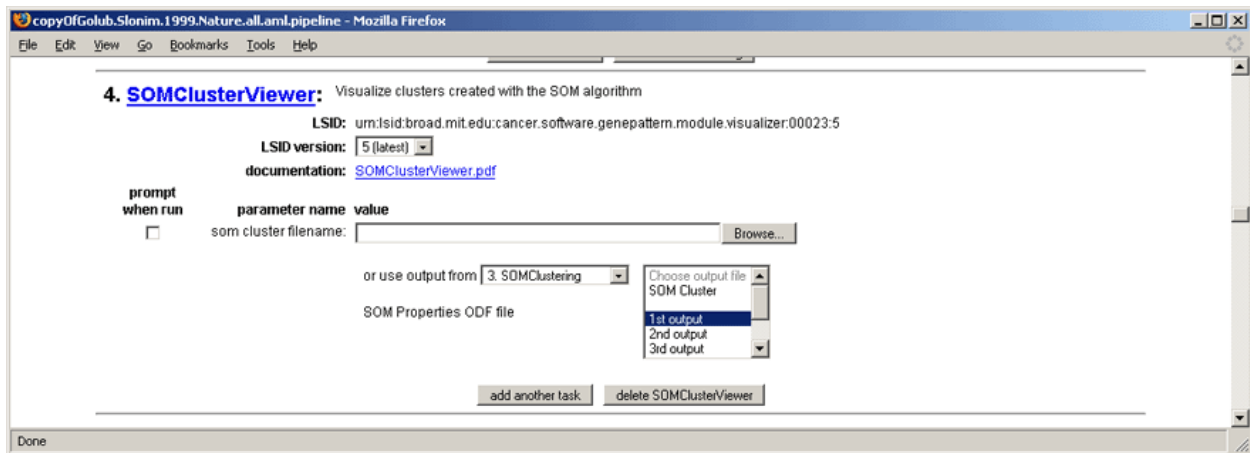 copyOfGolub.Slonim.1999.Nature.all.aml.pipeline - Mozilla Firefox
File Edit View Go Bookmarks Tools Help
4. SOMClusterViewer: Visualize clusters created with the SOM algorithm
LSID: urn:lsid:broad.mit.edu:cancer.software.genepattern.module.visualizer:00023:5
LSID version: 5 (latest)
documentation: SOMClusterViewer.pdf
prompt
when run parameter name value
som cluster filename: Browse...
or use output from 3. SOMClustering Choose output file
SOM Cluster
SOM Properties ODF file
1st output
2nd output
3rd output
add another task delete SOMClusterViewer
Done